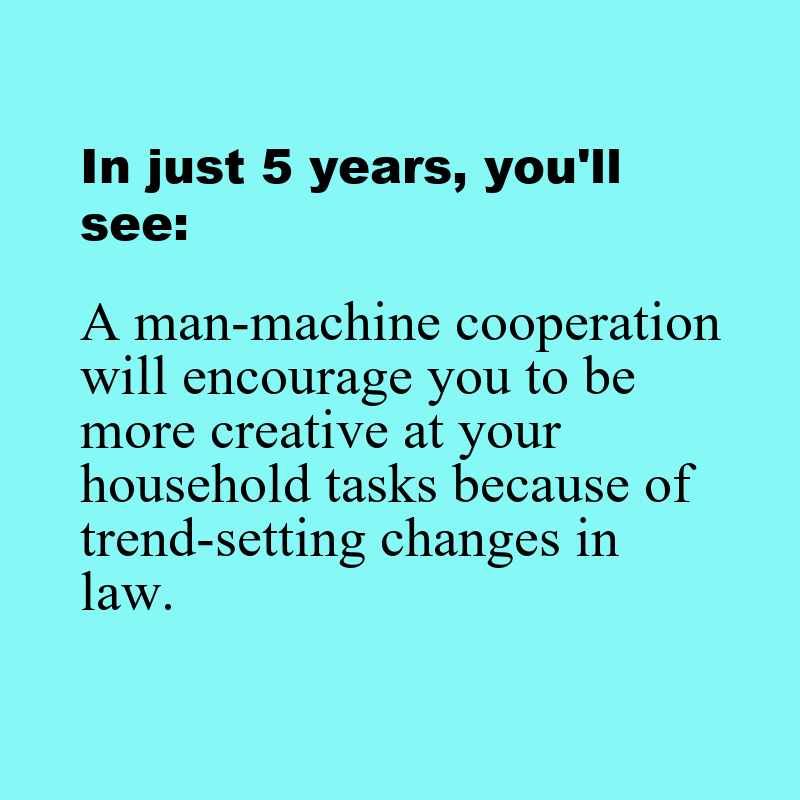 In just 5 years, you'll
see:
A man-machine cooperation
will encourage you to be
more creative at your
household tasks because of
trend-setting changes in
law.